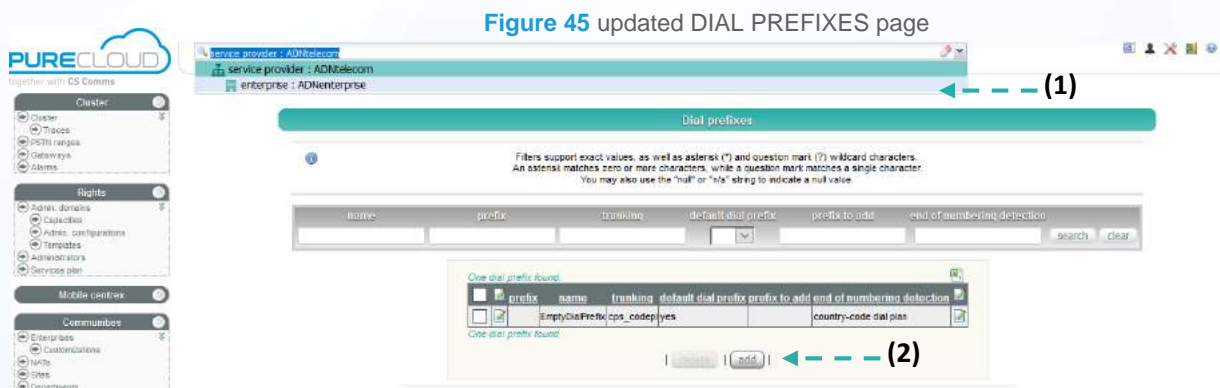 Figure 45 updated DIAL PREFIXES page
PURECLOUD
together with CS Comms
service provider : ADNtelecom
service provider : ADNtelecom
enterprise : ADNenterprise
(1)
Cluster
Cluster
Traces
PSTN ranges
Gateways
Alarms
Rights
Admin. domains
Capacities
Admin. configurations
Templates
Administrators
Services plan
Mobile centrex
Communities
Enterprises
Customizations
NATs
Sites
Departments
Dial prefixes
Filters support exact values, as well as asterisk (*) and question mark (?) wildcard characters.
An asterisk matches zero or more characters, while a question mark matches a single character.
You may also use the "null" or "n/a" string to indicate a null value.
name prefix trunking default dial prefix prefix to add end of numbering detection
search clear
One dial prefix found.
prefix name trunking default dial prefix prefix to add end of numbering detection
EmptyDialPrefix cps_codepl yes country-code dial plan
One dial prefix found.
| delete | | add |
(2)